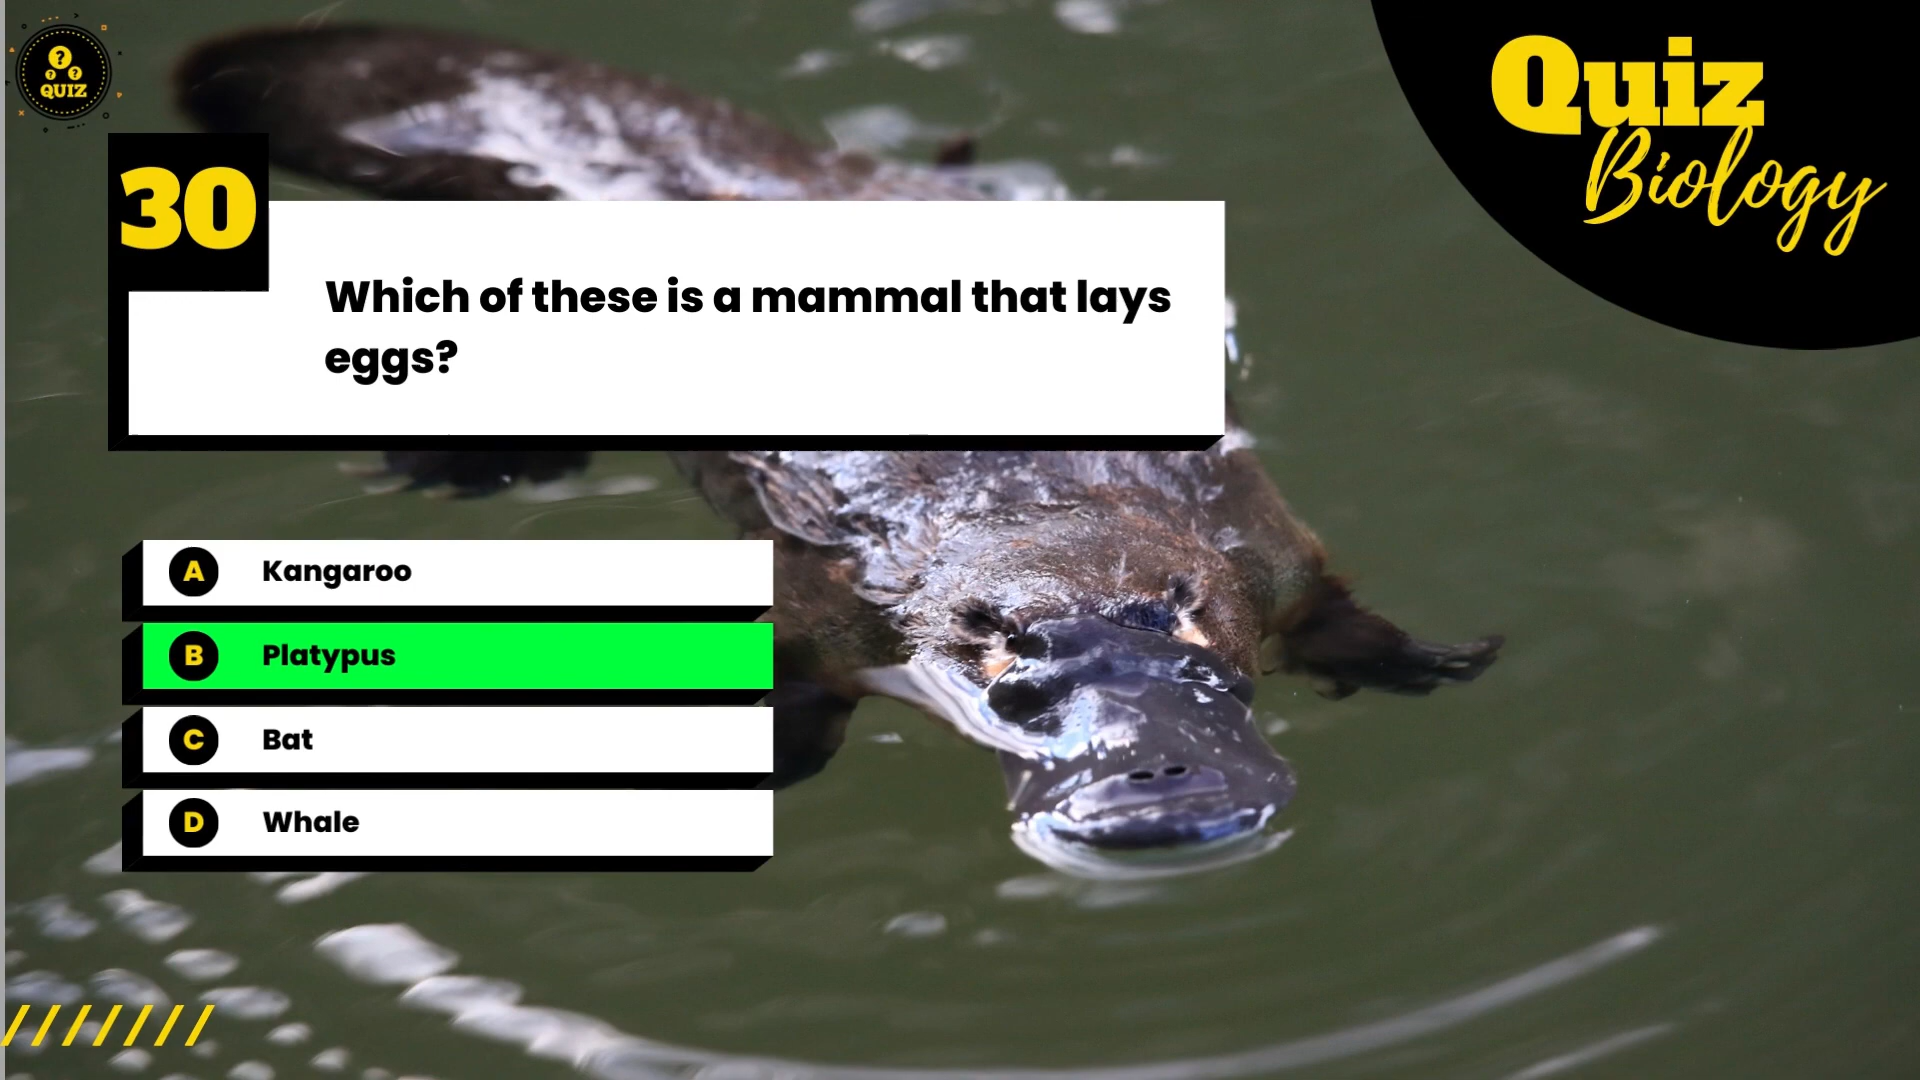 ? ? ?
QUIZ
Quiz
Biology
30
Which of these is a mammal that lays
eggs?
A Kangaroo
B Platypus
C Bat
D Whale